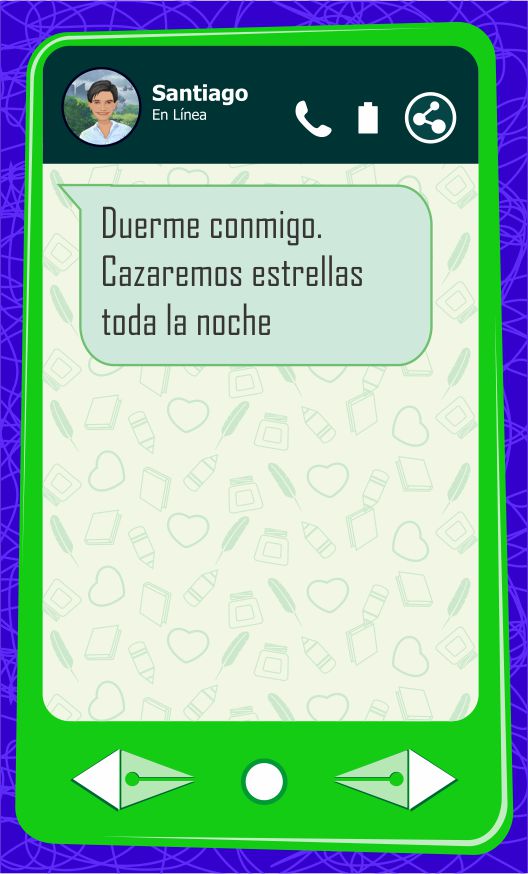 Santiago
En Línea
Duerme conmigo.
Cazaremos estrellas
toda la noche